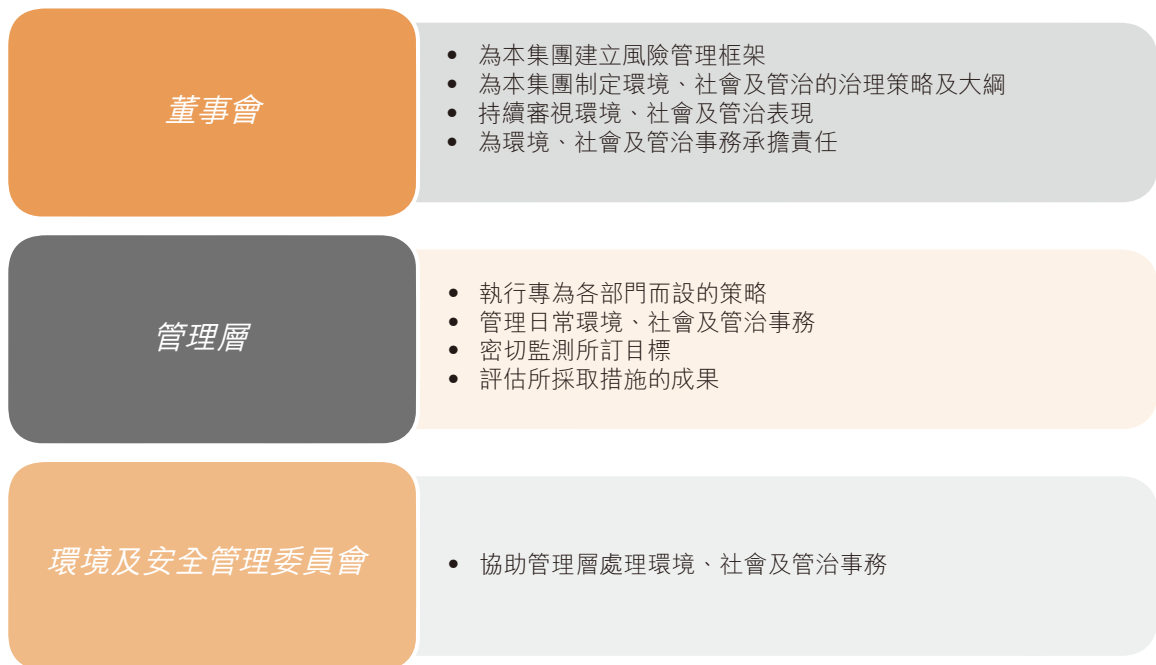 董事會
• 為本集團建立風險管理框架
• 為本集團制定環境、社會及管治的治理策略及大綱
• 持續審視環境、社會及管治表現
• 為環境、社會及管治事務承擔責任
管理層
• 執行專為各部門而設的策略
• 管理日常環境、社會及管治事務
• 密切監測所訂目標
• 評估所採取措施的成果
環境及安全管理委員會
• 協助管理層處理環境、社會及管治事務